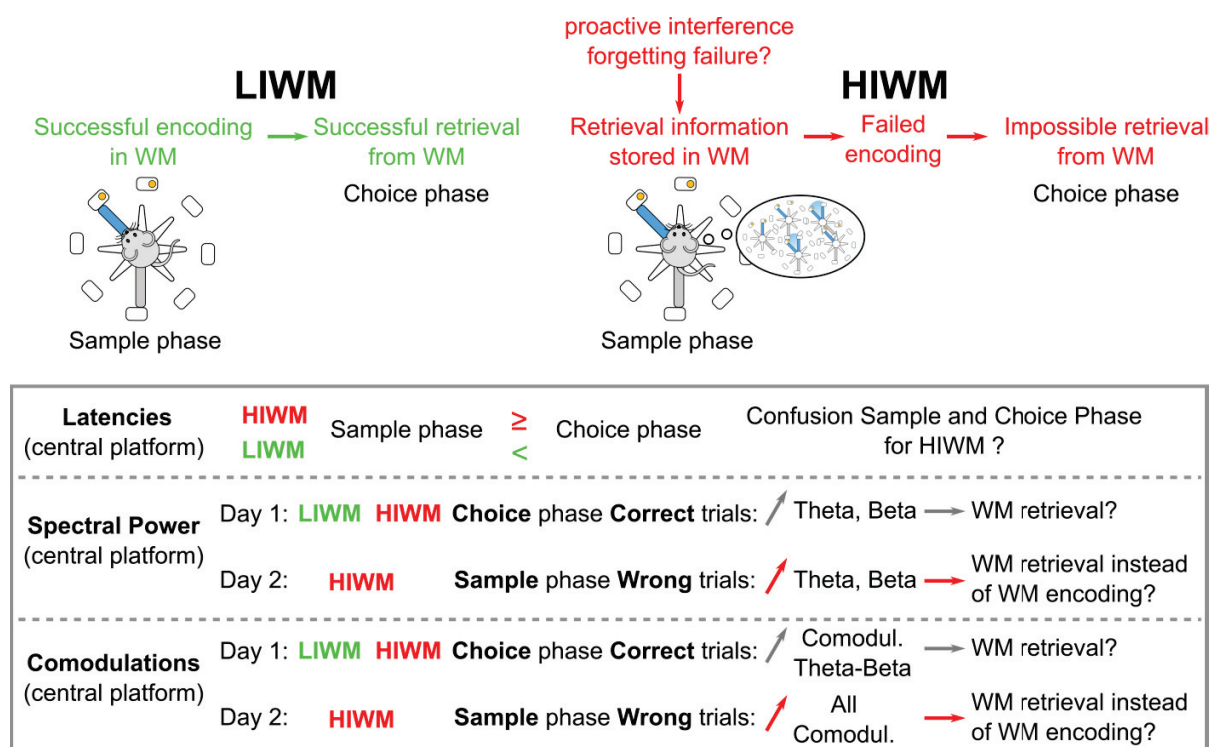 proactive interference
forgetting failure?
LIWM
HIWM
Successful encoding
in WM
Successful retrieval
from WM
Choice phase
Sample phase
Retrieval information
stored in WM
Failed
encoding
Impossible retrieval
from WM
Choice phase
Sample phase
Latencies
(central platform)
HIWM
LIWM
Sample phase
≥
<
Choice phase
Confusion Sample and Choice Phase
for HIWM ?
Spectral Power
(central platform)
Day 1: LIWM HIWM Choice phase Correct trials: Theta, Beta WM retrieval?
Day 2: HIWM Sample phase Wrong trials: Theta, Beta WM retrieval instead
of WM encoding?
Comodulations
(central platform)
Day 1: LIWM HIWM Choice phase Correct trials: Comodul.
Theta-Beta
WM retrieval?
Day 2: HIWM Sample phase Wrong trials: All
Comodul.
WM retrieval instead
of WM encoding?